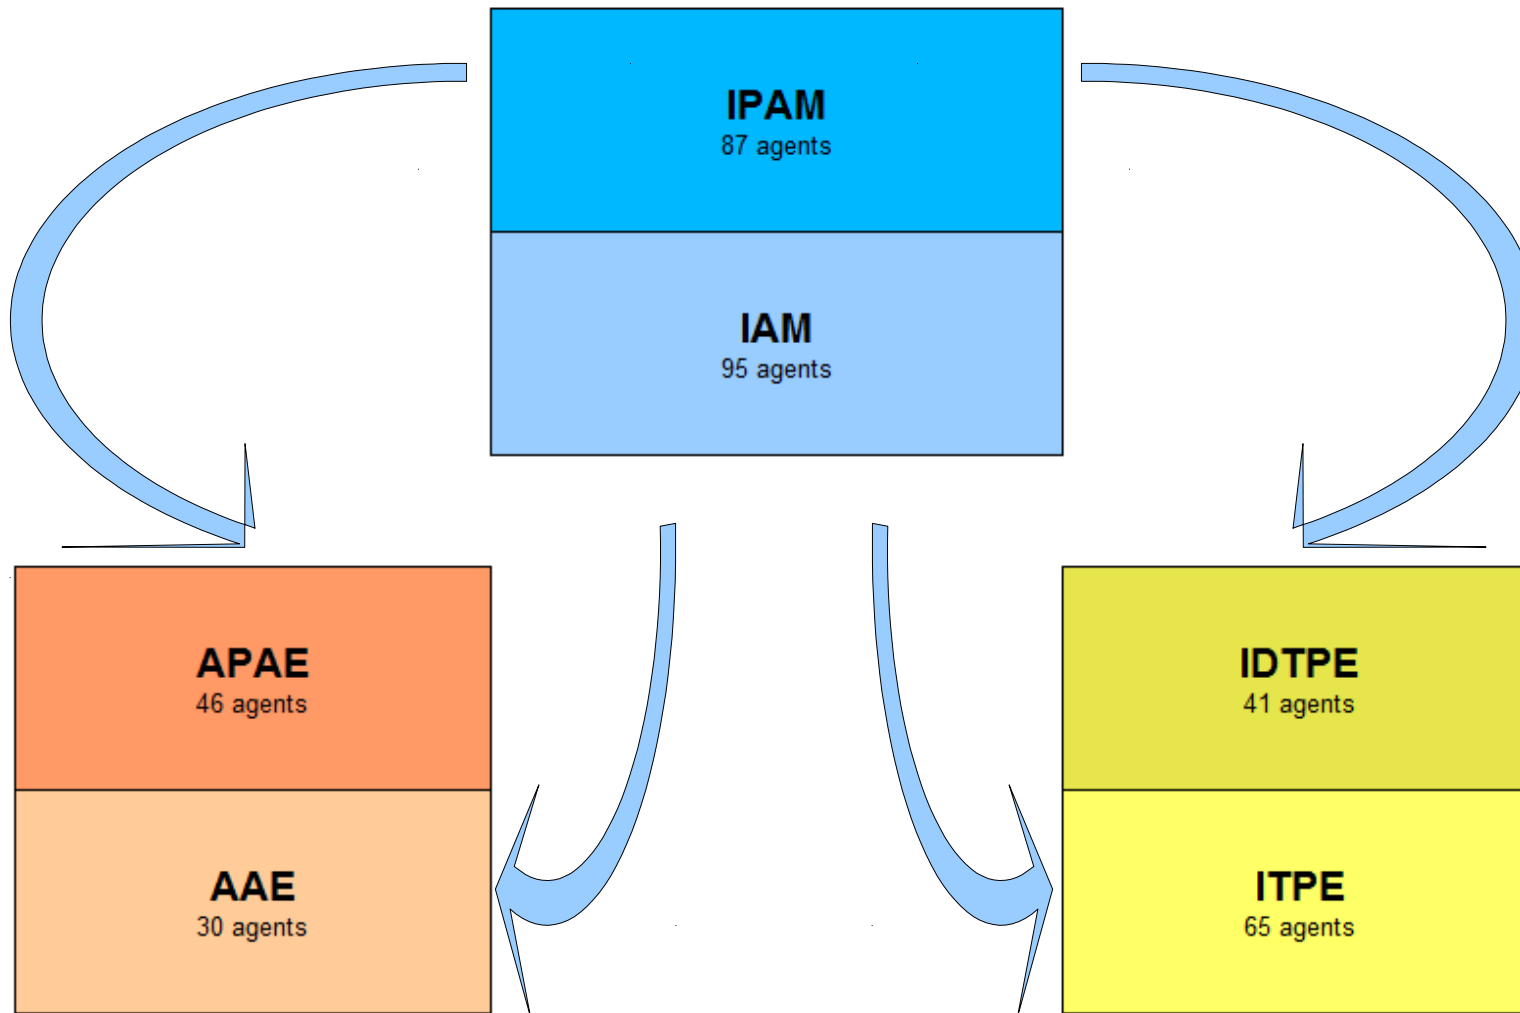 IPAM
87 agents
IAM
95 agents
APAE
46 agents
AAE
30 agents
IDTPE
41 agents
ITPE
65 agents